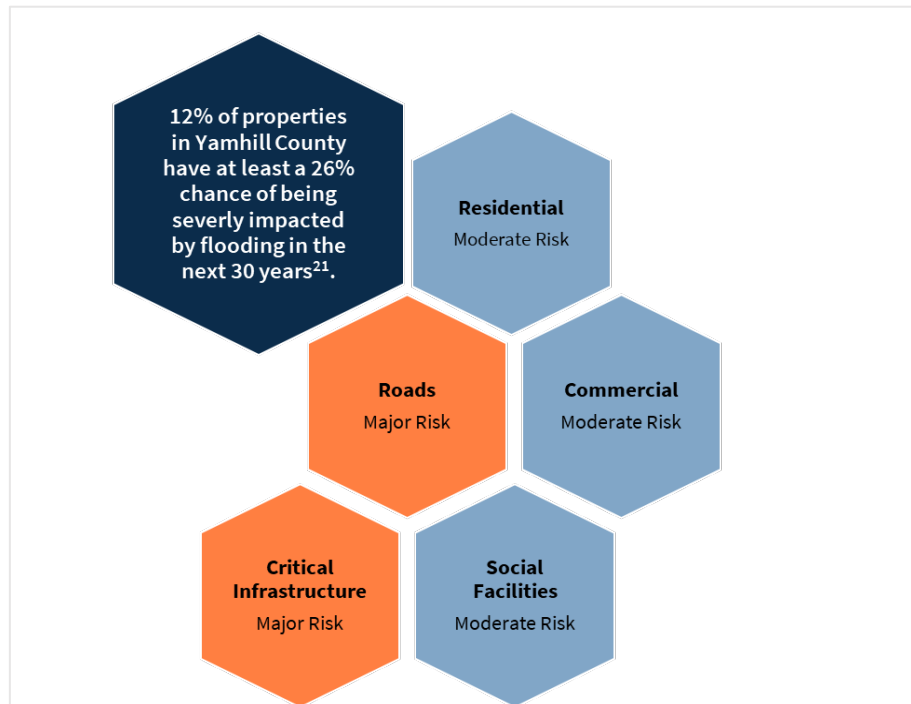 12% of properties
in Yamhill County
have at least a 26%
chance of being
severly impacted
by flooding in the
next 30 years²¹.
Residential
Moderate Risk
Roads
Major Risk
Commercial
Moderate Risk
Critical
Infrastructure
Major Risk
Social
Facilities
Moderate Risk